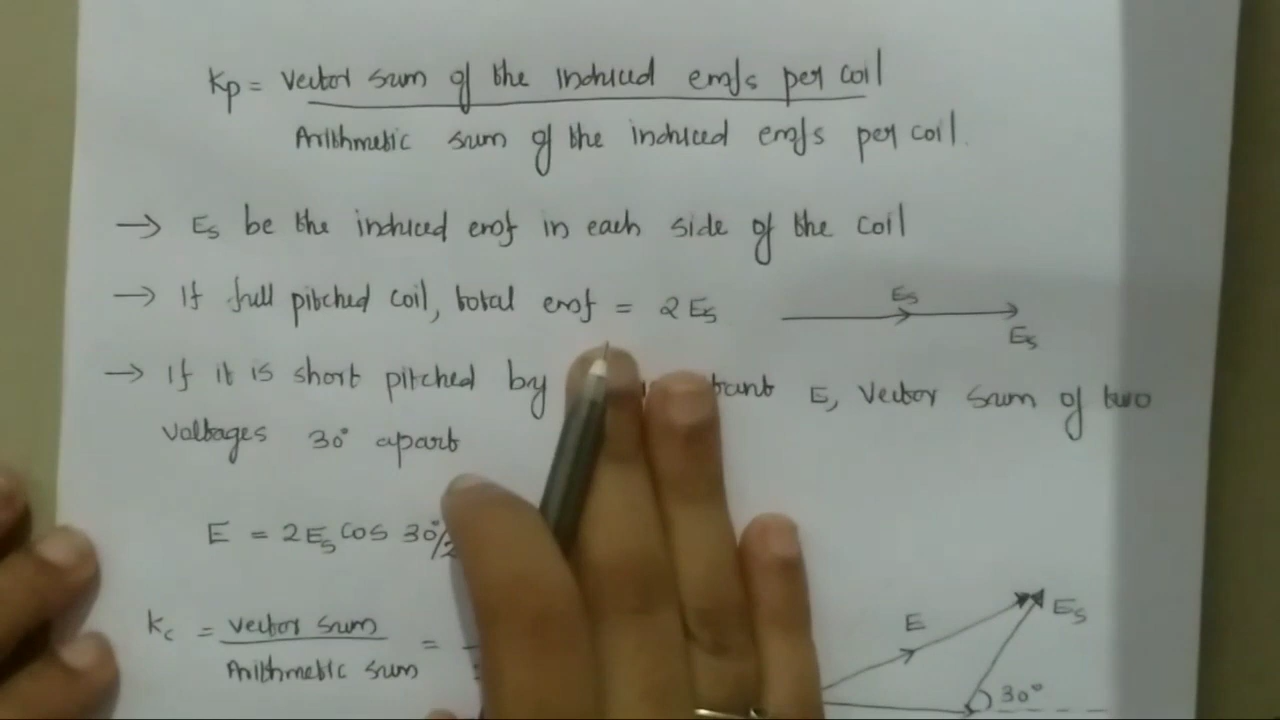 Kp = Vector sum of the induced emfs per coil
Arithmetic sum of the induced emfs per coil.
→ Es be the induced emf in each side of the coil
→ If full pitched coil, total emf = 2Es
Es
Es
→ If it is short pitched by E, vector sum of two
voltages 30° apart
E = 2Es cos 30°/2
kc = vector sum
Arithmetic sum =
E
Es
30°